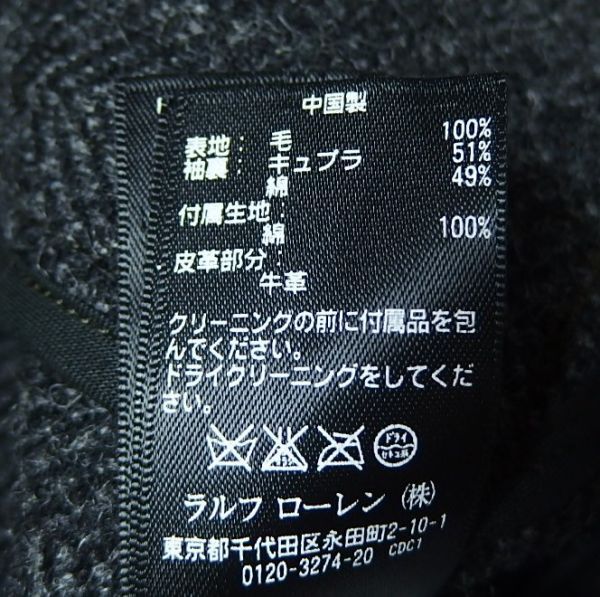 中国製
表地： 毛 100%
袖裏： キュプラ 51%
綿 49%
付属生地：
綿 100%
皮革部分：
牛革
クリーニングの前に付属品を包
んでください。
ドライクリーニングをしてくだ
さい。
ドライ
セキユ系
ラルフ ローレン（株）
東京都千代田区永田町2-10-1
0120-3274-20 CDC1